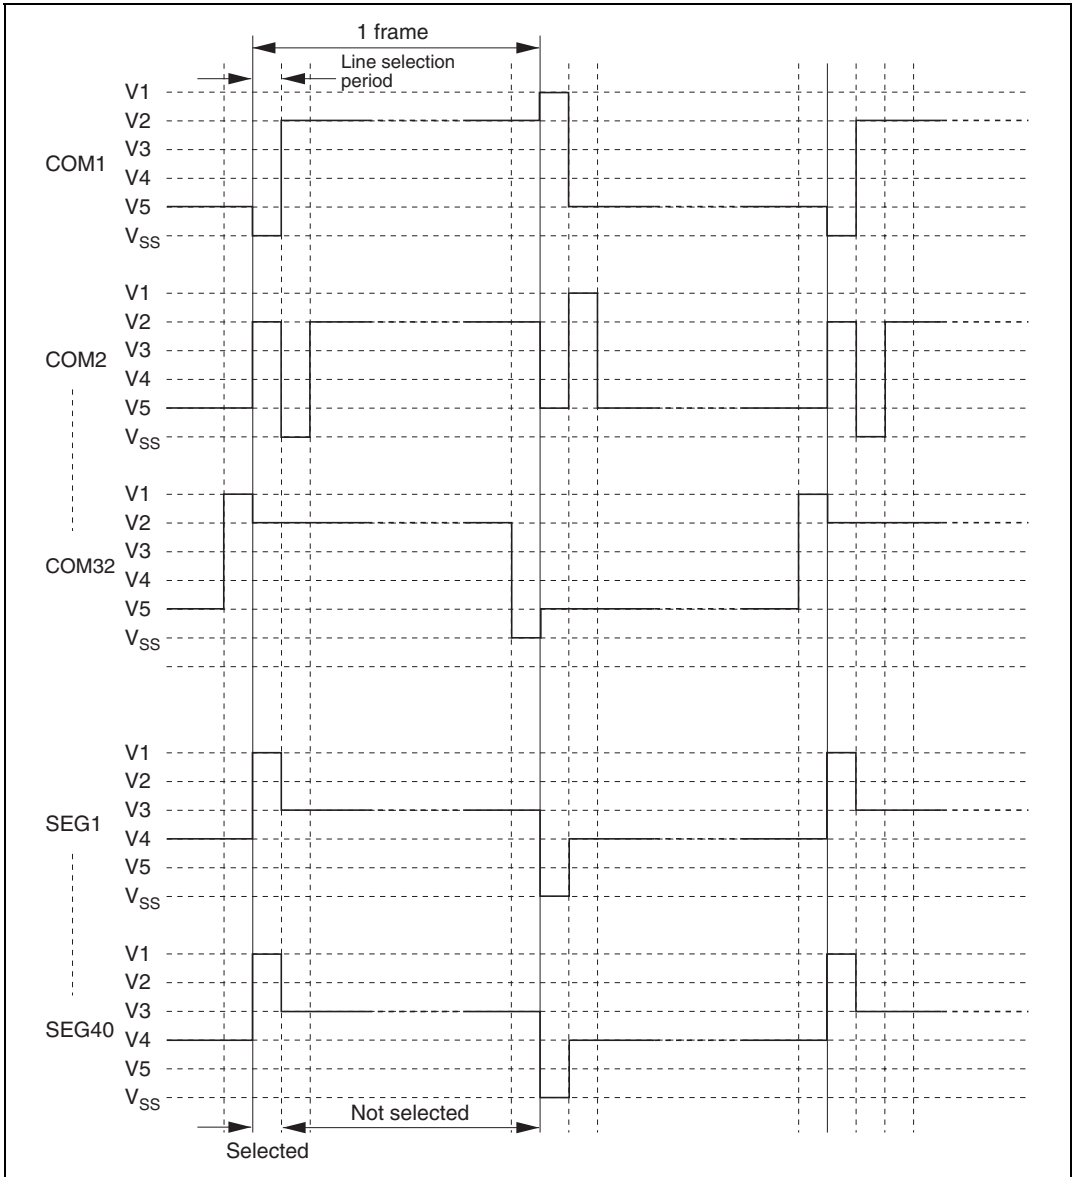 1 frame
Line selection
period
COM1
V1
V2
V3
V4
V5
VSS
COM2
V1
V2
V3
V4
V5
VSS
COM32
V1
V2
V3
V4
V5
VSS
SEG1
V1
V2
V3
V4
V5
VSS
SEG40
V1
V2
V3
V4
V5
VSS
Not selected
Selected